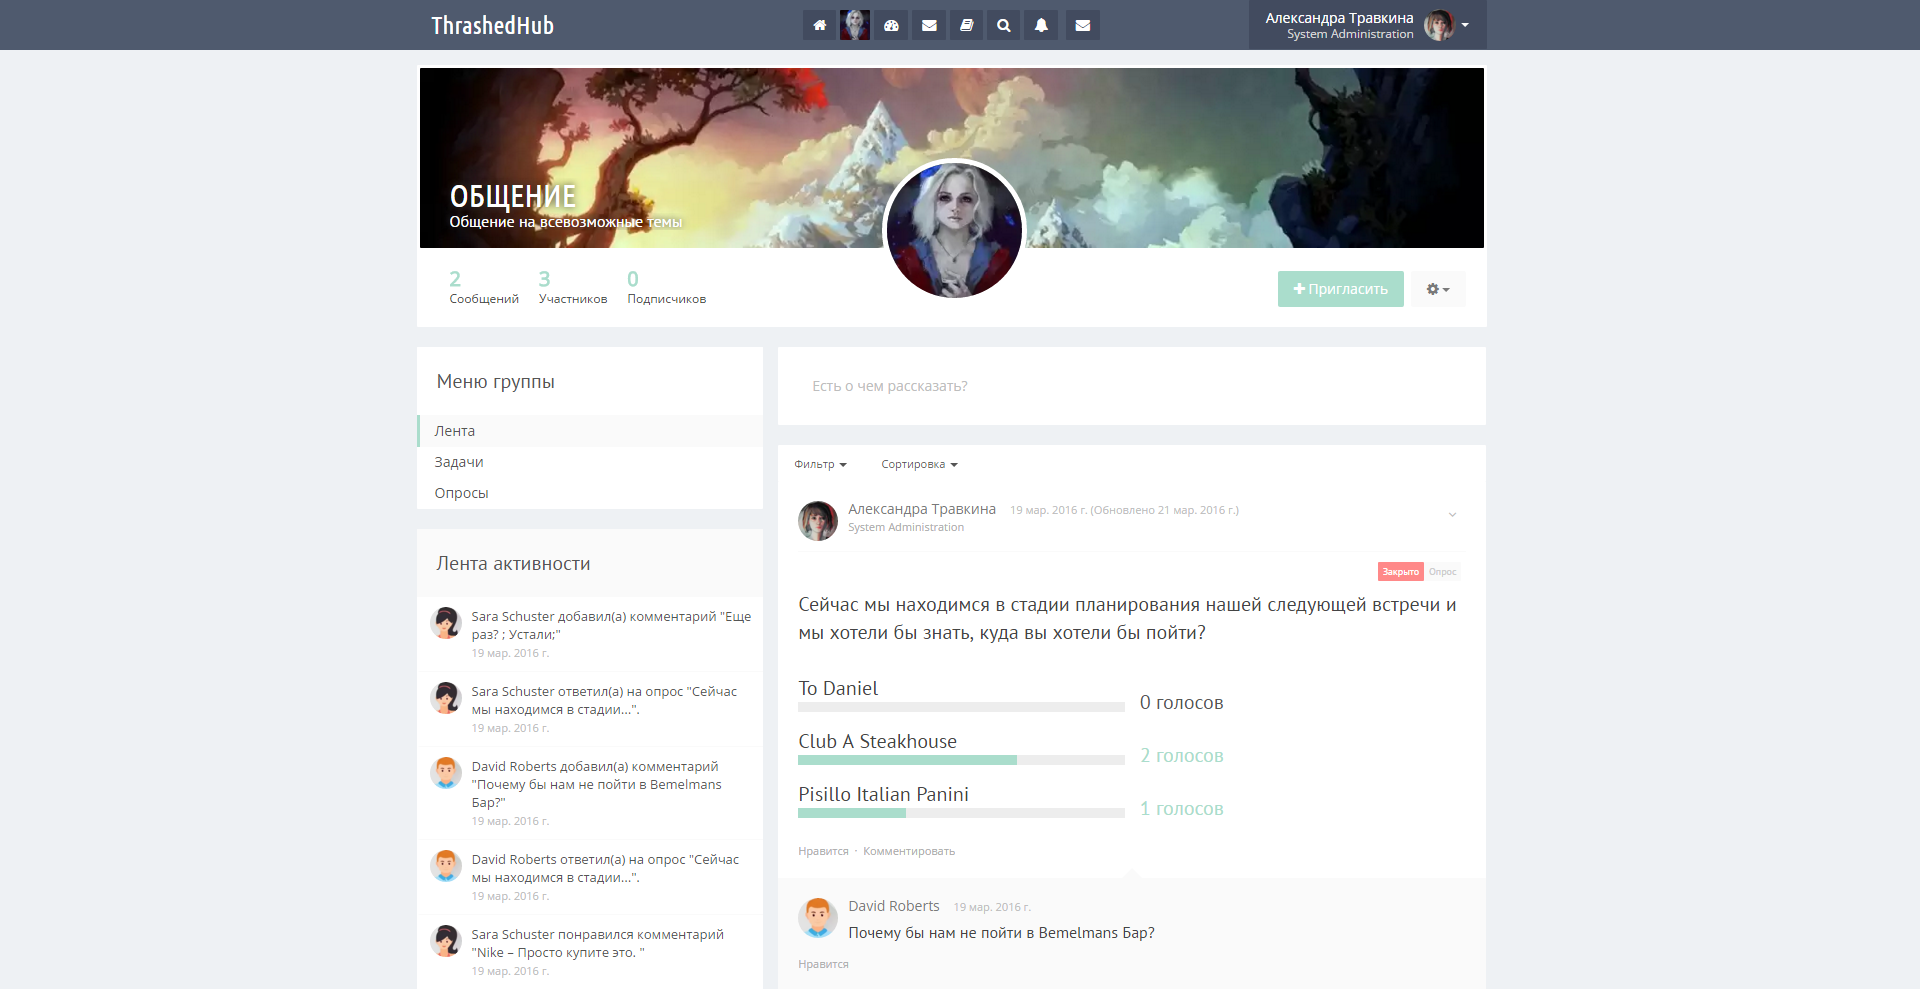 ThrashedHub
Александра Травкина
System Administration
ОБЩЕНИЕ
Общение на всевозможные темы
2
Сообщений
3
Участников
0
Подписчиков
Пригласить
Меню группы
Лента
Задачи
Опросы
Лента активности
Sara Schuster добавил(а) комментарий "Еще
раз? ; Устали;"
19 мар. 2016 г.
Sara Schuster ответил(а) на опрос "Сейчас
мы находимся в стадии...".
19 мар. 2016 г.
David Roberts добавил(а) комментарий
"Почему бы нам не пойти в Bemelmans
Бар?"
19 мар. 2016 г.
David Roberts ответил(а) на опрос "Сейчас
мы находимся в стадии...".
19 мар. 2016 г.
Sara Schuster понравился комментарий
"Nike – Просто купите это. "
19 мар. 2016 г.
Есть о чем рассказать?
Фильтр Сортировка
Александра Травкина 19 мар. 2016 г. (Обновлено 21 мар. 2016 г.)
System Administration
Закрыто Опрос
Сейчас мы находимся в стадии планирования нашей следующей встречи и
мы хотели бы знать, куда вы хотели бы пойти?
To Daniel
0 голосов
Club A Steakhouse
2 голосов
Pisillo Italian Panini
1 голосов
Нравится · Комментировать
David Roberts 19 мар. 2016 г.
Почему бы нам не пойти в Bemelmans Бар?
Нравится